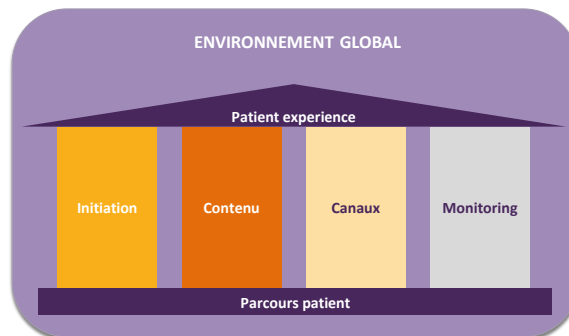 ENVIRONNEMENT GLOBAL
Patient experience
Initiation
Contenu
Canaux
Monitoring
Parcours patient